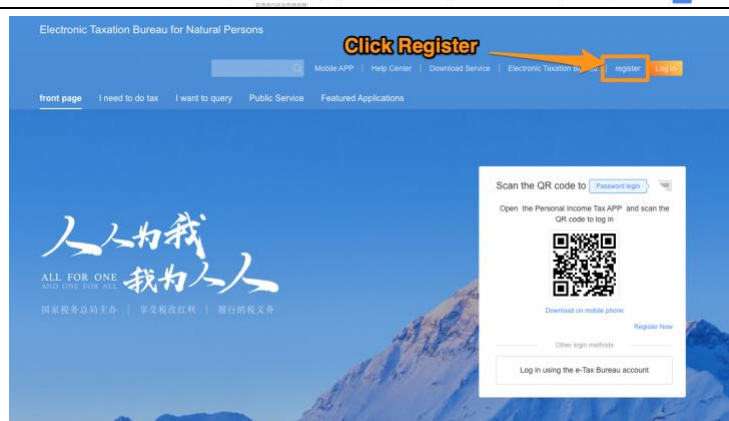 Electronic Taxation Bureau for Natural Persons
Click Register
Mobile APP | Help Center | Download Service | Electronic Taxation | register Log in
front page I need to do tax I want to query Public Service Featured Applications
Scan the QR code to Password login
Open the Personal Income Tax APP and scan the
QR code to log in
人人为我
ALL FOR ONE
AND ONE FOR ALL
我为人人
国家税务总局主办 | 享受税改红利 | 履行纳税义务
Download on mobile phone
Register Now
Other login methods
Log in using the e-Tax Bureau account